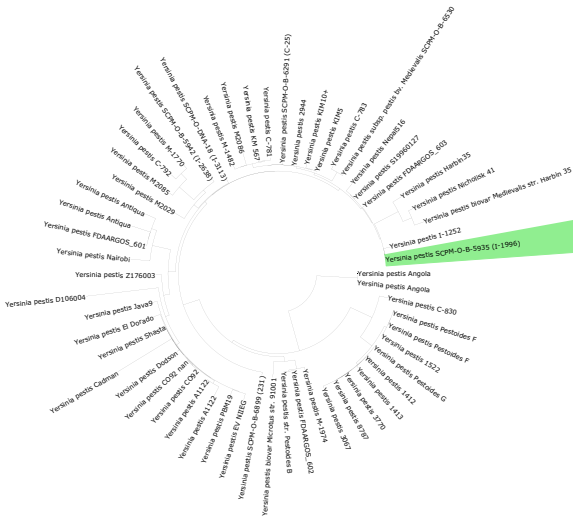 Yersinia pestis subsp. pestis bv. Medievalis SCPM-O-B-6530
Yersinia pestis Nepal516
Yersinia pestis S19960127
Yersinia pestis FDAARGOS_603
Yersinia pestis Harbin35
Yersinia pestis Nicholisk 41
Yersinia pestis biovar Medievalis str. Harbin 35
Yersinia pestis I-1252
Yersinia pestis SCPM-O-B-5935 (I-1996)
Yersinia pestis Angola
Yersinia pestis Angola
Yersinia pestis C-830
Yersinia pestis Pestoides F
Yersinia pestis Pestoides F
Yersinia pestis 1522
Yersinia pestis Pestoides G
Yersinia pestis 1412
Yersinia pestis 1413
Yersinia pestis 3770
Yersinia pestis 8787
Yersinia pestis 3067
Yersinia pestis M-1974
Yersinia pestis FDAARGOS_602
Yersinia pestis str. Pestoides B
Yersinia pestis biovar Microtus str. 91001
Yersinia pestis SCPM-O-B-6899 (231)
Yersinia pestis EV NIIEG
Yersinia pestis PBM19
Yersinia pestis A1122
Yersinia pestis A1122
Yersinia pestis CO92
Yersinia pestis CO92_nan
Yersinia pestis Dodson
Yersinia pestis Cadman
Yersinia pestis Shasta
Yersinia pestis El Dorado
Yersinia pestis Java9
Yersinia pestis D106004
Yersinia pestis Z176003
Yersinia pestis Nairobi
Yersinia pestis FDAARGOS_601
Yersinia pestis Antiqua
Yersinia pestis Antiqua
Yersinia pestis M2029
Yersinia pestis M2085
Yersinia pestis C-792
Yersinia pestis M-1770
Yersinia pestis SCPM-O-B-5942 (I-2638)
Yersinia pestis SCPM-O-DNA-18 (I-3113)
Yersinia pestis M-1482
Yersinia pestis M2086
Yersinia pestis KM 567
Yersinia pestis C-781
Yersinia pestis SCPM-O-B-6291 (C-25)
Yersinia pestis 2944
Yersinia pestis KIM10+
Yersinia pestis KIM5
Yersinia pestis C-783